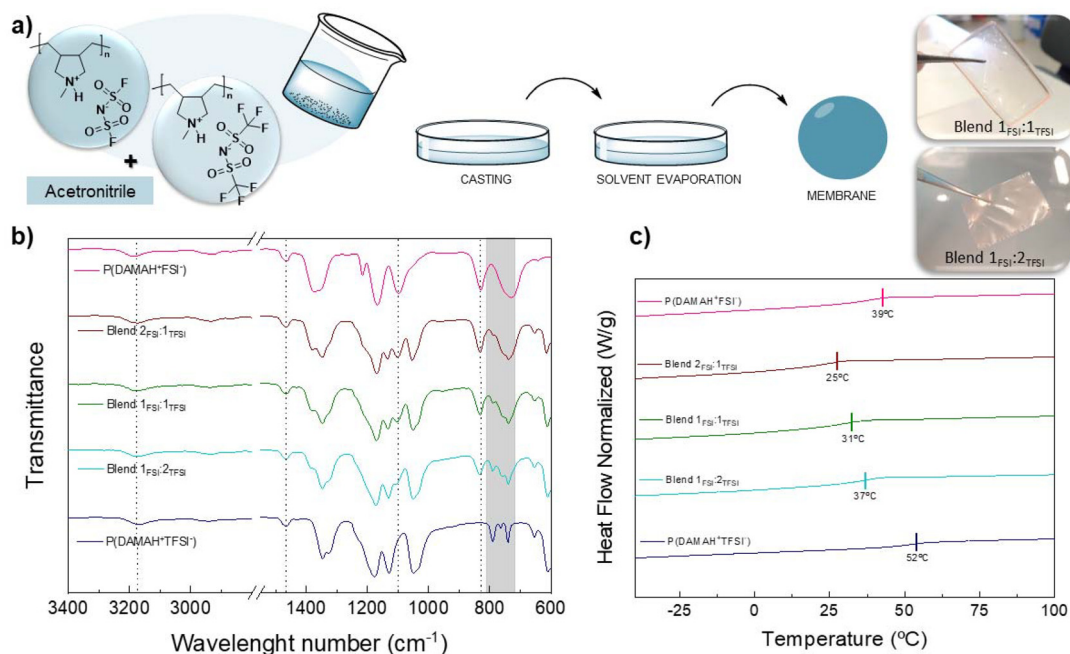 a)
[ ]n
N+
H
O
O
F
S
N-
O
S
O
F
+
[ ]n
N+
H
O
O
F
F
F
S
N-
O
S
O
F
F
F
Acetronitrile
CASTING
SOLVENT EVAPORATION
MEMBRANE
Blend 1FSI:1TFSI
Blend 1FSI:2TFSI
b)
Transmittance
P(DAMAH+FSI-)
Blend 2FSI:1TFSI
Blend 1FSI:1TFSI
Blend 1FSI:2TFSI
P(DAMAH+TFSI-)
3400 3200 3000 1400 1200 1000 800 600
Wavelenght number (cm-1)
c)
Heat Flow Normalized (W/g)
P(DAMAH+FSI-)
39ºC
Blend 2FSI:1TFSI
25ºC
Blend 1FSI:1TFSI
31ºC
Blend 1FSI:2TFSI
37ºC
P(DAMAH+TFSI-)
52ºC
-25 0 25 50 75 100
Temperature (ºC)